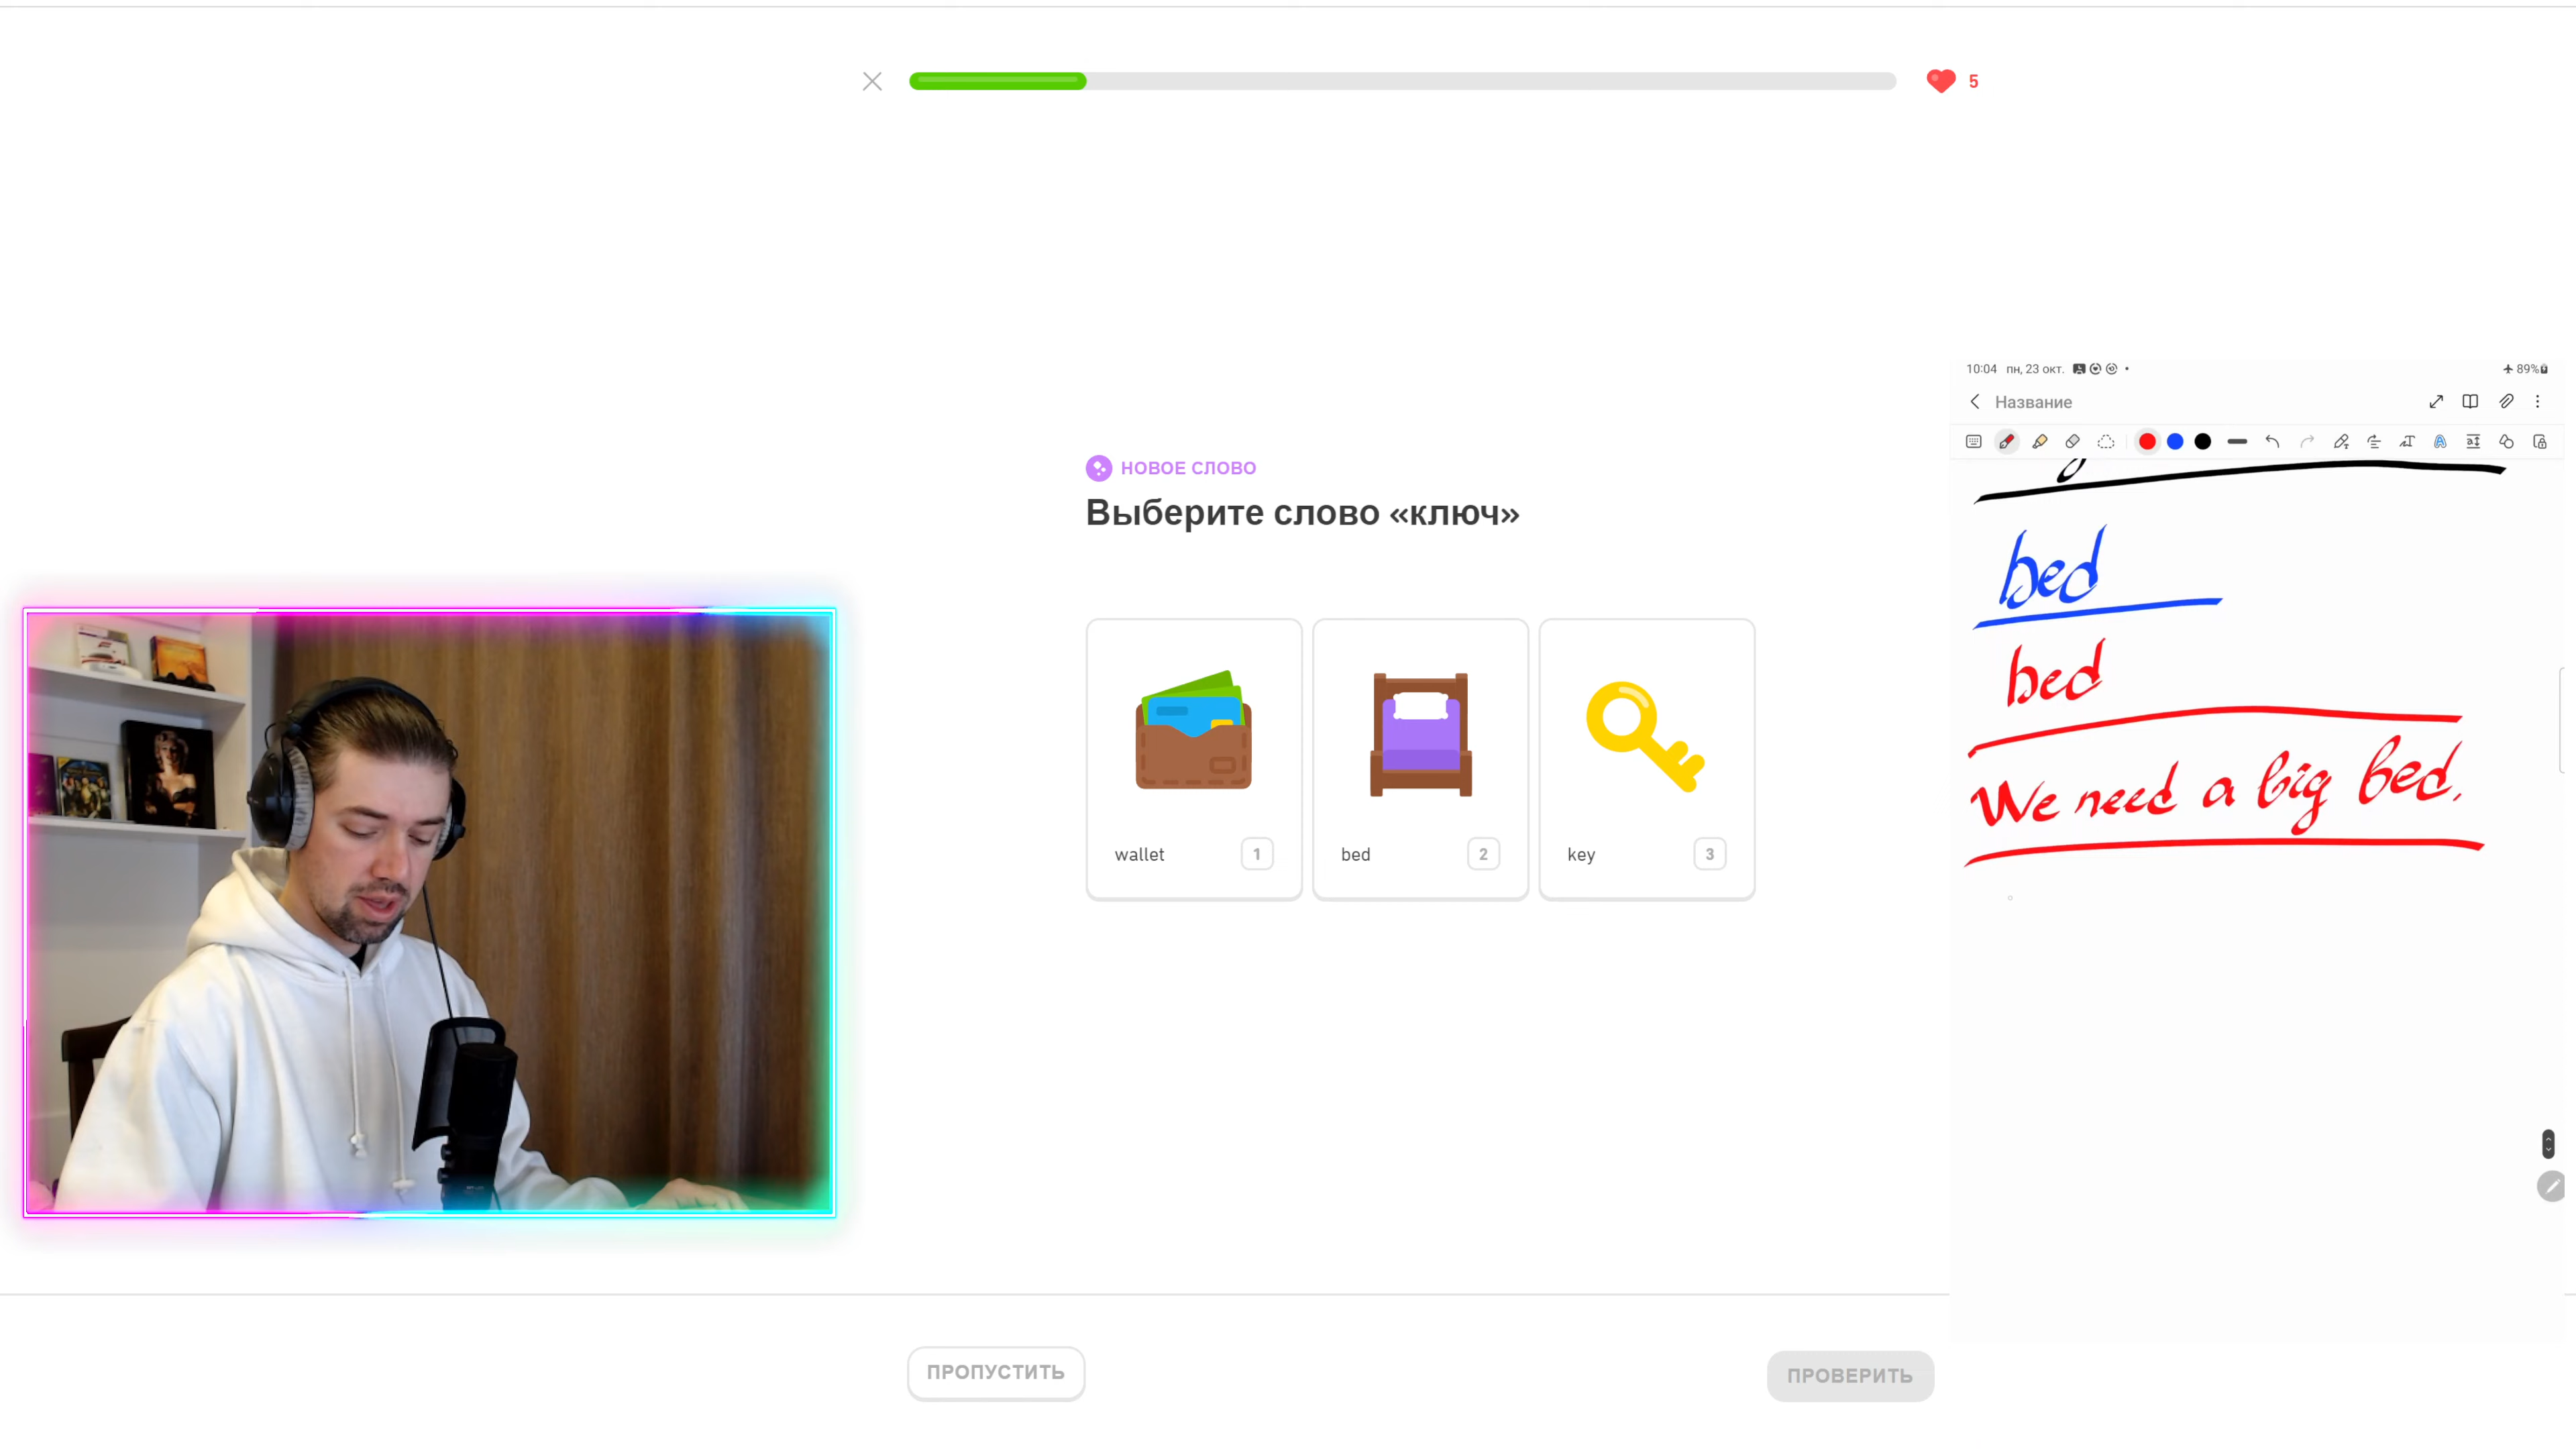 5
НОВОЕ СЛОВО
Выберите слово «ключ»
wallet 1
bed 2
key 3
ПРОПУСТИТЬ
ПРОВЕРИТЬ
10:04 пн, 23 окт.
89%
Название
bed
bed
We need a big bed.